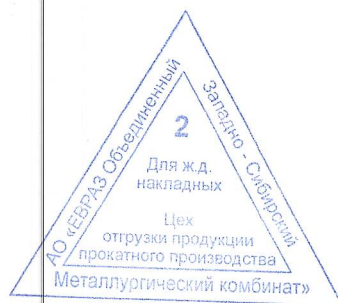 АО «ЕВРАЗ Объединенный
Западно - Сибирский
Металлургический комбинат»
2
Для ж.д.
накладных
Цех
отгрузки продукции
прокатного производства